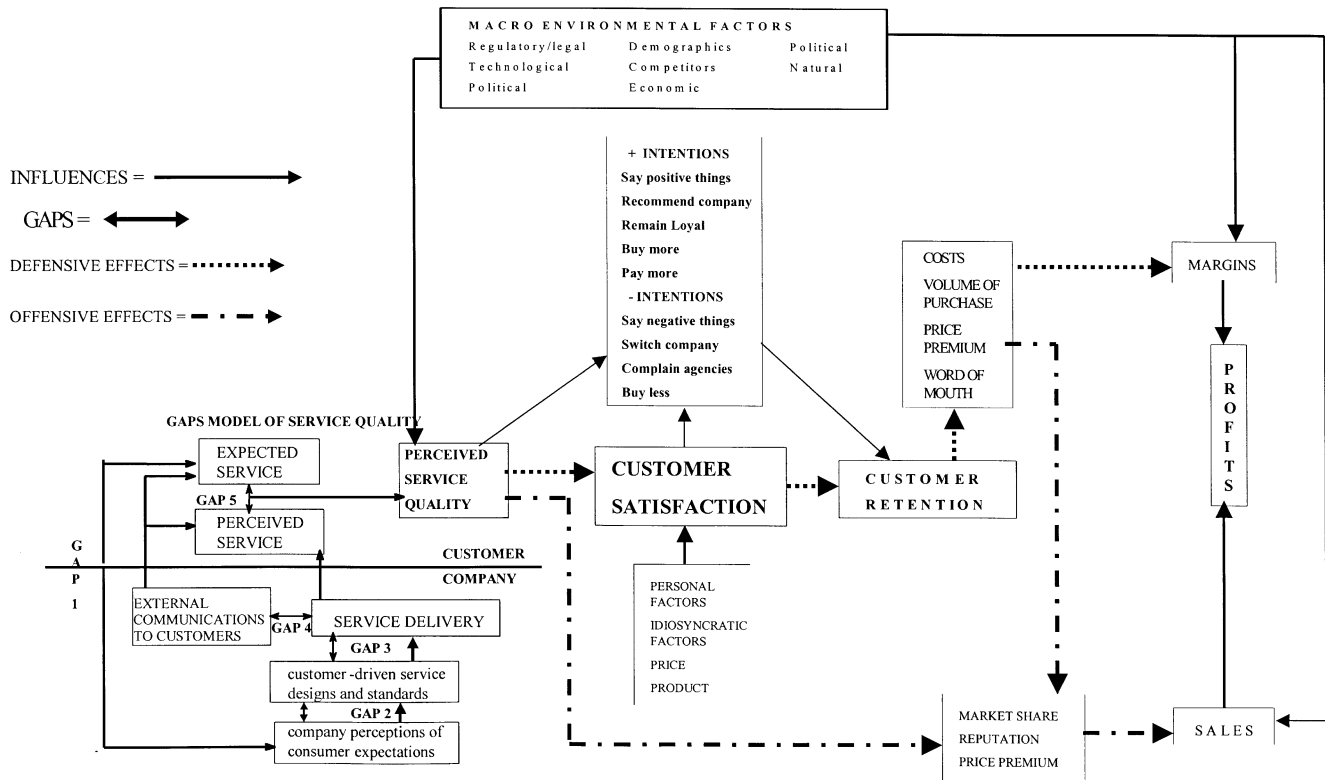 MACRO ENVIRONMENTAL FACTORS
Regulatory/legal Demographics Political
Technological Competitors Natural
Political Economic
INFLUENCES =
GAPS =
DEFENSIVE EFFECTS =
OFFENSIVE EFFECTS =
+ INTENTIONS
Say positive things
Recommend company
Remain Loyal
Buy more
Pay more
- INTENTIONS
Say negative things
Switch company
Complain agencies
Buy less
COSTS
VOLUME OF
PURCHASE
PRICE
PREMIUM
WORD OF
MOUTH
MARGINS
PROFITS
GAPS MODEL OF SERVICE QUALITY
EXPECTED
SERVICE
GAP 5
PERCEIVED
SERVICE
PERCEIVED
SERVICE
QUALITY
CUSTOMER
SATISFACTION
CUSTOMER
RETENTION
GAP 1
CUSTOMER
COMPANY
EXTERNAL
COMMUNICATIONS
TO CUSTOMERS
GAP 4
SERVICE DELIVERY
GAP 3
customer-driven service
designs and standards
GAP 2
company perceptions of
consumer expectations
PERSONAL
FACTORS
IDIOSYNCRATIC
FACTORS
PRICE
PRODUCT
MARKET SHARE
REPUTATION
PRICE PREMIUM
SALES